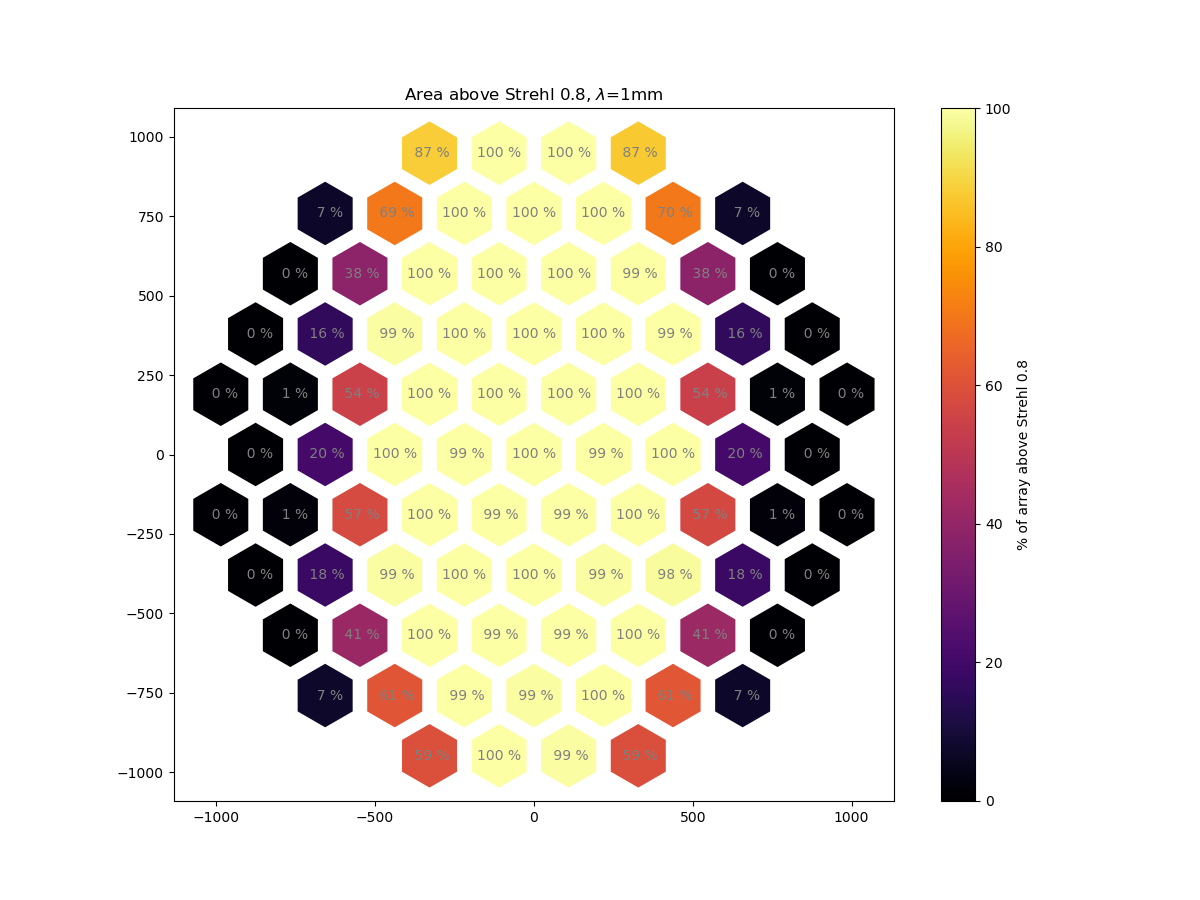 Area above Strehl 0.8, λ=1mm
1000
750
500
250
0
−250
−500
−750
−1000
87 % 100 % 100 % 87 %
7 % 69 % 100 % 100 % 100 % 70 % 7 %
0 % 38 % 100 % 100 % 100 % 99 % 38 % 0 %
0 % 16 % 99 % 100 % 100 % 100 % 99 % 16 % 0 %
0 % 1 % 54 % 100 % 100 % 100 % 100 % 54 % 1 % 0 %
0 % 20 % 100 % 99 % 100 % 99 % 100 % 20 % 0 %
0 % 1 % 57 % 100 % 99 % 99 % 100 % 57 % 1 % 0 %
0 % 18 % 99 % 100 % 100 % 99 % 98 % 18 % 0 %
0 % 41 % 100 % 99 % 99 % 100 % 41 % 0 %
7 % 61 % 99 % 99 % 100 % 61 % 7 %
59 % 100 % 99 % 59 %
−1000 −500 0 500 1000
100
80
60
40
20
0
% of array above Strehl 0.8